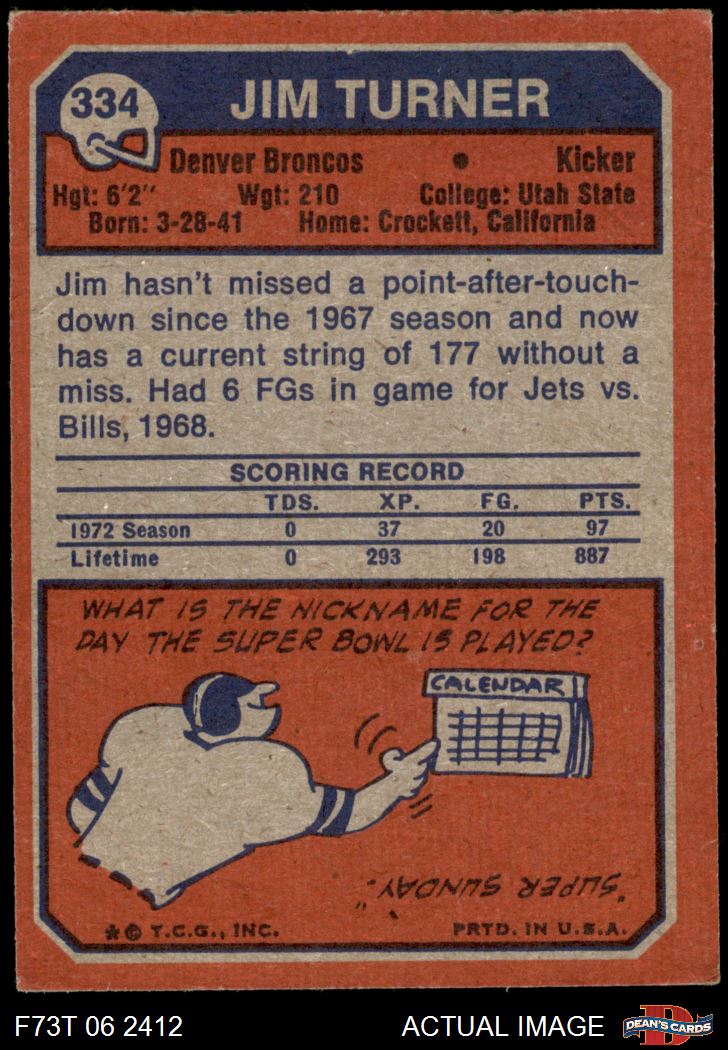 334
JIM TURNER
Denver Broncos • Kicker
Hgt: 6'2" Wgt: 210 College: Utah State
Born: 3-28-41 Home: Crockett, California
Jim hasn't missed a point-after-touch-
down since the 1967 season and now
has a current string of 177 without a
miss. Had 6 FGs in game for Jets vs.
Bills, 1968.
SCORING RECORD
TDS. XP. FG. PTS.
1972 Season 0 37 20 97
Lifetime 0 293 198 887
WHAT IS THE NICKNAME FOR THE
DAY THE SUPER BOWL IS PLAYED?
CALENDAR
"SUPER SUNDAY."
*© T.C.G., INC. PRTD. IN U.S.A.
F73T 06 2412 ACTUAL IMAGE
D
DEAN'S CARDS